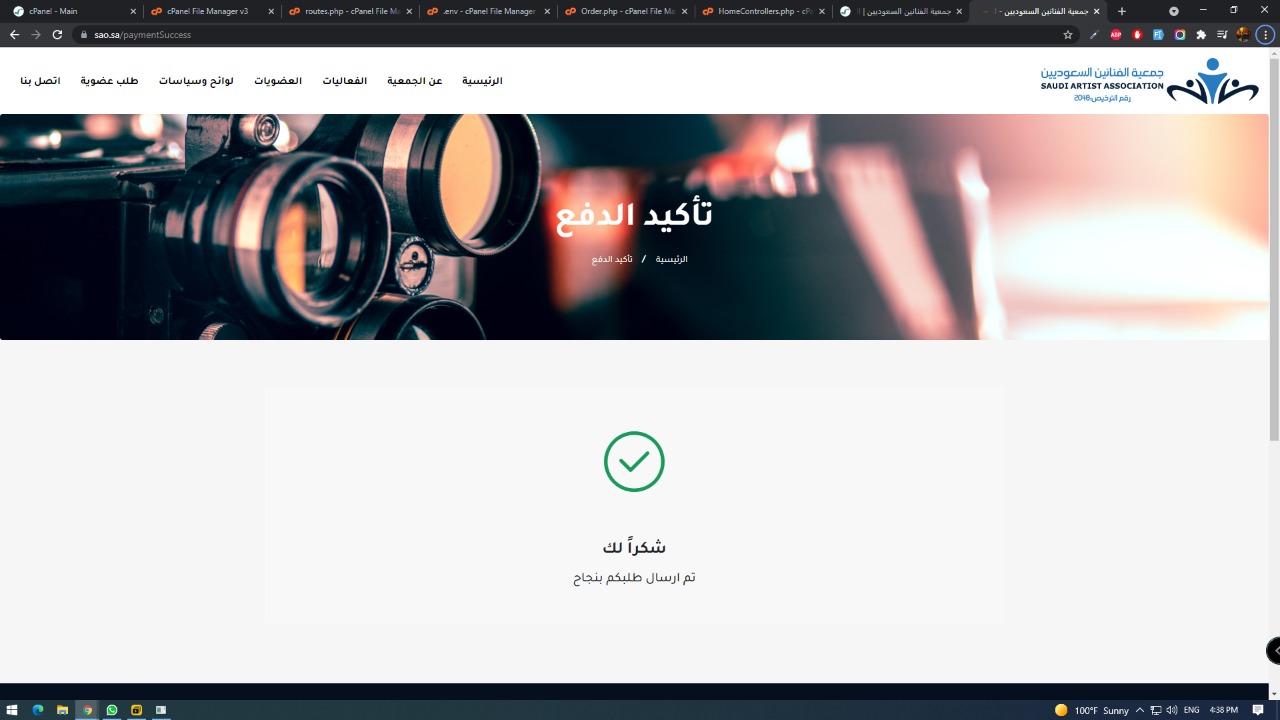 cPanel - Main
cPanel File Manager v3
routes.php - cPanel File Ma
.env - cPanel File Manager
Order.php - cPanel File Ma
HomeControllers.php - cPa
جمعية الفنانين السعوديين | ال
جمعية الفنانين السعوديين -
sao.sa/paymentSuccess
ABP
جمعية الفنانين السعوديين
SAUDI ARTIST ASSOCIATION
رقم الترخيص:2048
الرئيسية
عن الجمعية
الفعاليات
العضويات
لوائح وسياسات
طلب عضوية
اتصل بنا
تأكيد الدفع
الرئيسية / تأكيد الدفع
شكراً لك
تم ارسال طلبكم بنجاح
100°F Sunny
ENG
4:38 PM